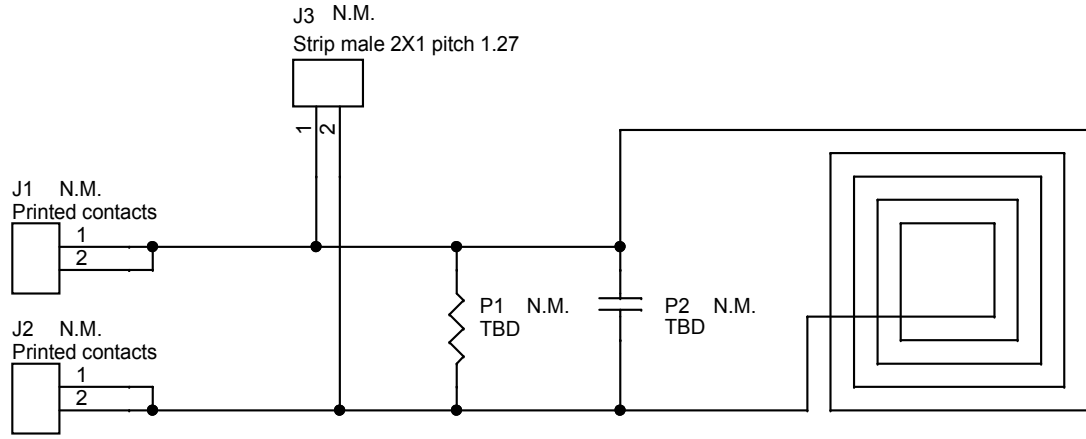 J3 N.M.
Strip male 2X1 pitch 1.27
1
2
J1 N.M.
Printed contacts
1
2
P1 N.M.
TBD
P2 N.M.
TBD
J2 N.M.
Printed contacts
1
2